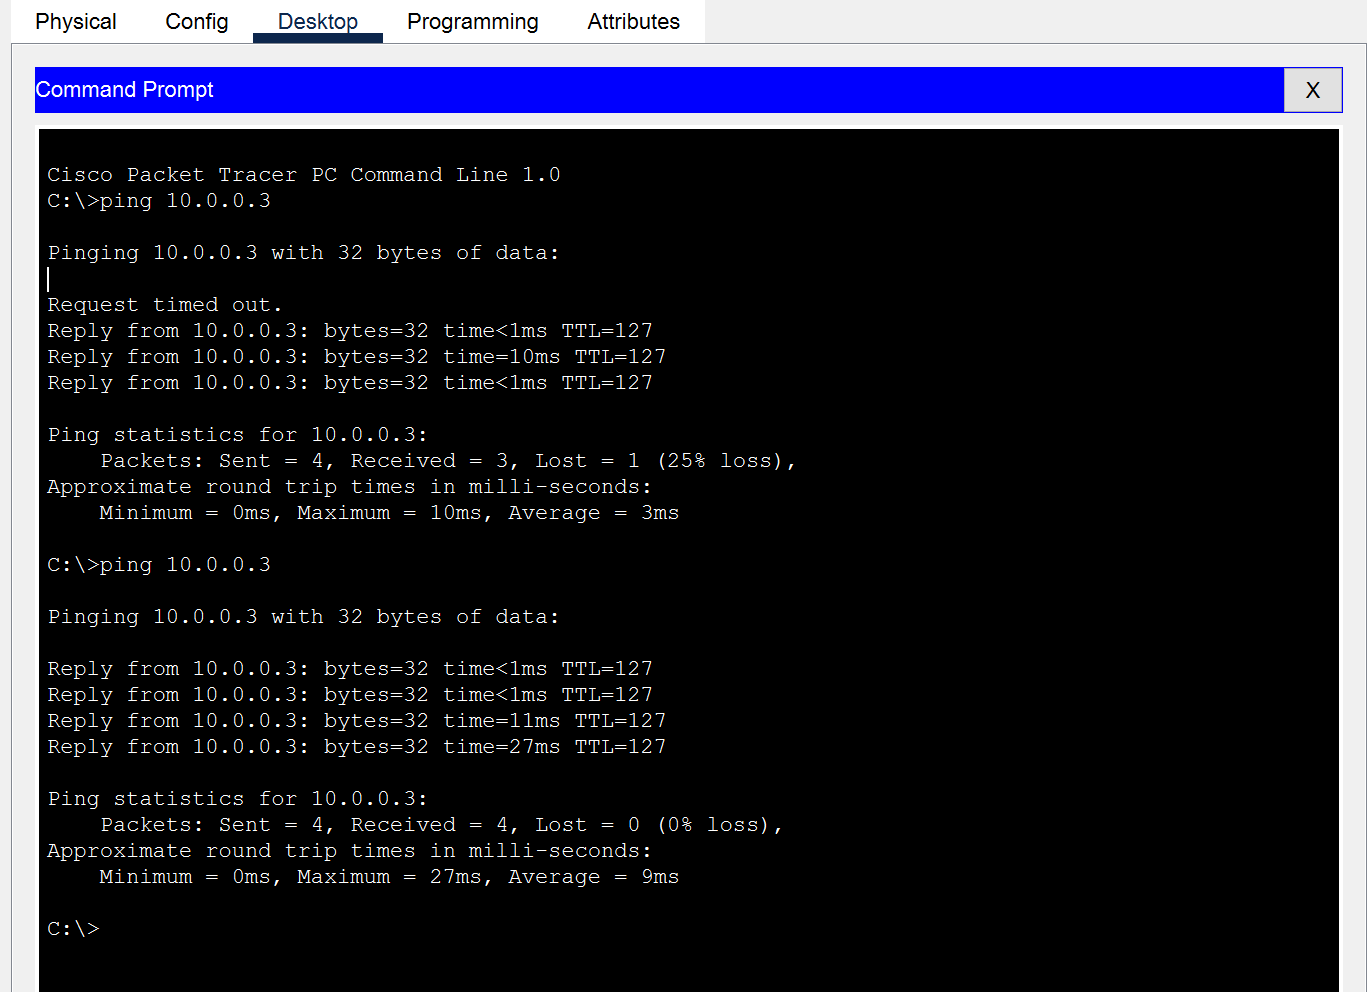 Physical Config Desktop Programming Attributes
Command Prompt X
Cisco Packet Tracer PC Command Line 1.0
C:\>ping 10.0.0.3
Pinging 10.0.0.3 with 32 bytes of data:
Request timed out.
Reply from 10.0.0.3: bytes=32 time<1ms TTL=127
Reply from 10.0.0.3: bytes=32 time=10ms TTL=127
Reply from 10.0.0.3: bytes=32 time<1ms TTL=127
Ping statistics for 10.0.0.3:
    Packets: Sent = 4, Received = 3, Lost = 1 (25% loss),
Approximate round trip times in milli-seconds:
    Minimum = 0ms, Maximum = 10ms, Average = 3ms
C:\>ping 10.0.0.3
Pinging 10.0.0.3 with 32 bytes of data:
Reply from 10.0.0.3: bytes=32 time<1ms TTL=127
Reply from 10.0.0.3: bytes=32 time<1ms TTL=127
Reply from 10.0.0.3: bytes=32 time=11ms TTL=127
Reply from 10.0.0.3: bytes=32 time=27ms TTL=127
Ping statistics for 10.0.0.3:
    Packets: Sent = 4, Received = 4, Lost = 0 (0% loss),
Approximate round trip times in milli-seconds:
    Minimum = 0ms, Maximum = 27ms, Average = 9ms
C:\>